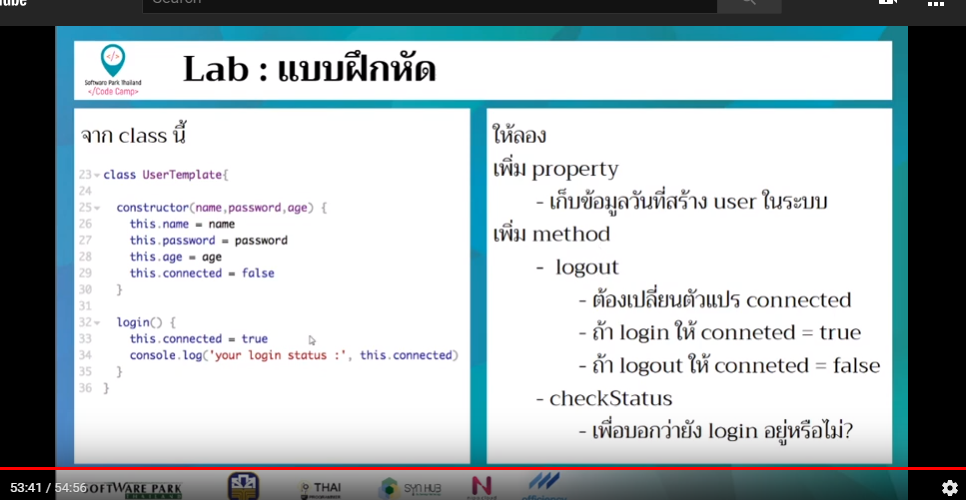 Search
Software Park Thailand
</Code Camp>
Lab : แบบฝึกหัด
จาก class นี้
23 class UserTemplate{
24
25 constructor(name,password,age) {
26 this.name = name
27 this.password = password
28 this.age = age
29 this.connected = false
30 }
31
32 login() {
33 this.connected = true
34 console.log('your login status :', this.connected)
35 }
36 }
ให้ลอง
เพิ่ม property
- เก็บข้อมูลวันที่สร้าง user ในระบบ
เพิ่ม method
- logout
- ต้องเปลี่ยนตัวแปร connected
- ถ้า login ให้ conneted = true
- ถ้า logout ให้ conneted = false
- checkStatus
- เพื่อบอกว่ายัง login อยู่หรือไม่?
53:41 / 54:56
SOFTWARE PARK
THAILAND
THAI
SYN HUB